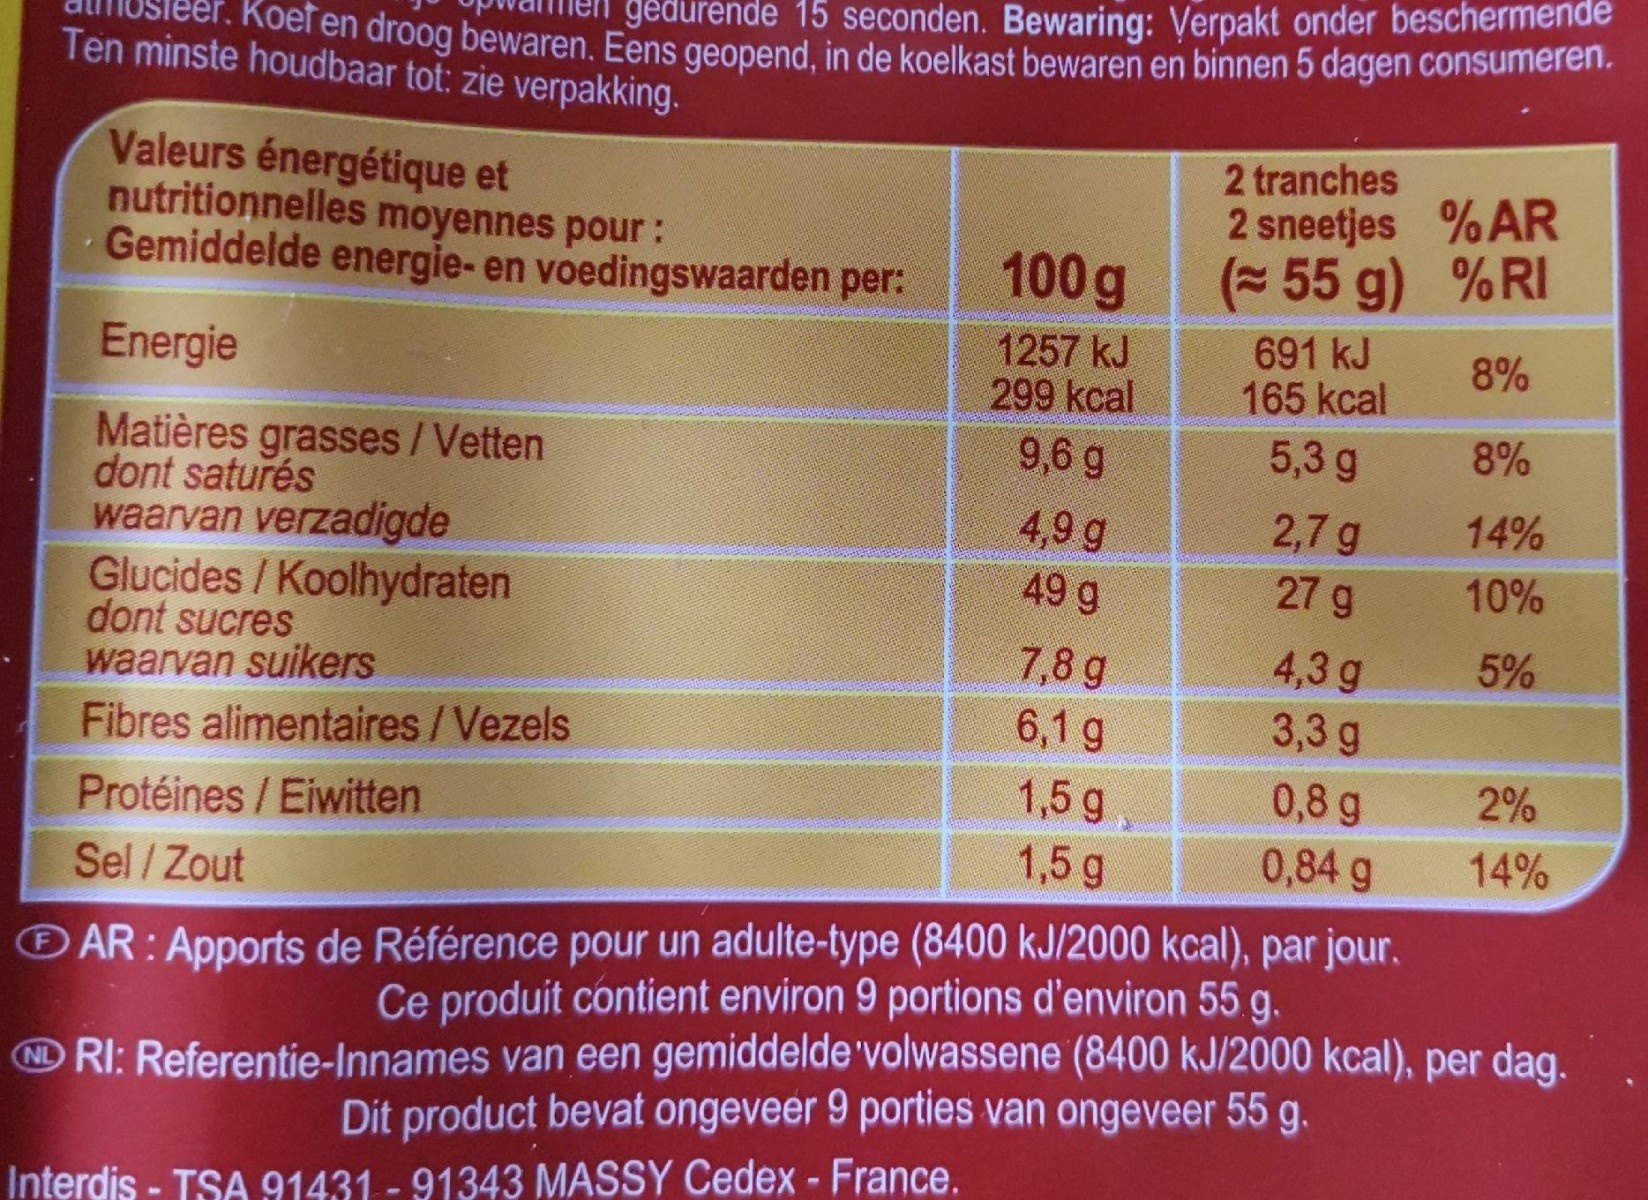 gedurende 15 seconden. Bewaring: Verpakt onder beschermende
Koel en droog bewaren. Eens geopend, in de koelkast bewaren en binnen 5 dagen consumeren.
Ten minste houdbaar tot: zie verpakking.
Valeurs énergétique et
nutritionnelles moyennes pour :
Gemiddelde energie- en voedingswaarden per:
100 g
2 tranches
2 sneetjes % AR
(≈ 55 g) % RI
Energie 1257 kJ 691 kJ 8%
299 kcal 165 kcal
Matières grasses / Vetten 9,6 g 5,3 g 8%
dont saturés
waarvan verzadigde 4,9 g 2,7 g 14%
Glucides / Koolhydraten 49 g 27 g 10%
dont sucres
waarvan suikers 7,8 g 4,3 g 5%
Fibres alimentaires / Vezels 6,1 g 3,3 g
Protéines / Eiwitten 1,5 g 0,8 g 2%
Sel / Zout 1,5 g 0,84 g 14%
F AR : Apports de Référence pour un adulte-type (8400 kJ/2000 kcal), par jour.
Ce produit contient environ 9 portions d'environ 55 g.
NL RI: Referentie-Innames van een gemiddelde volwassene (8400 kJ/2000 kcal), per dag.
Dit product bevat ongeveer 9 porties van ongeveer 55 g.
Interdis - TSA 91431 - 91343 MASSY Cedex - France.